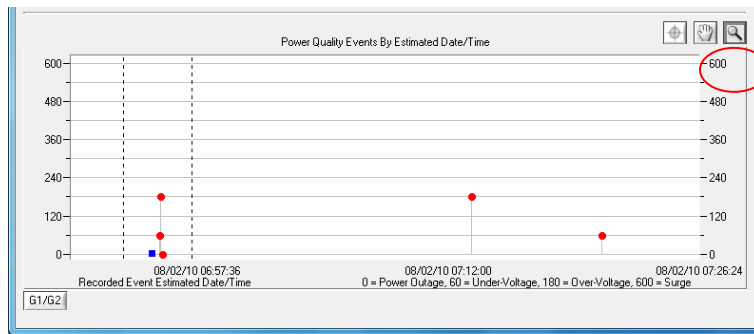 Power Quality Events By Estimated Date/Time
600 600
480 480
360 360
240 240
120 120
0 0
08/02/10 06:57:36 08/02/10 07:12:00 08/02/10 07:26:24
Recorded Event Estimated Date/Time 0 = Power Outage, 60 = Under-Voltage, 180 = Over-Voltage, 600 = Surge
G1/G2